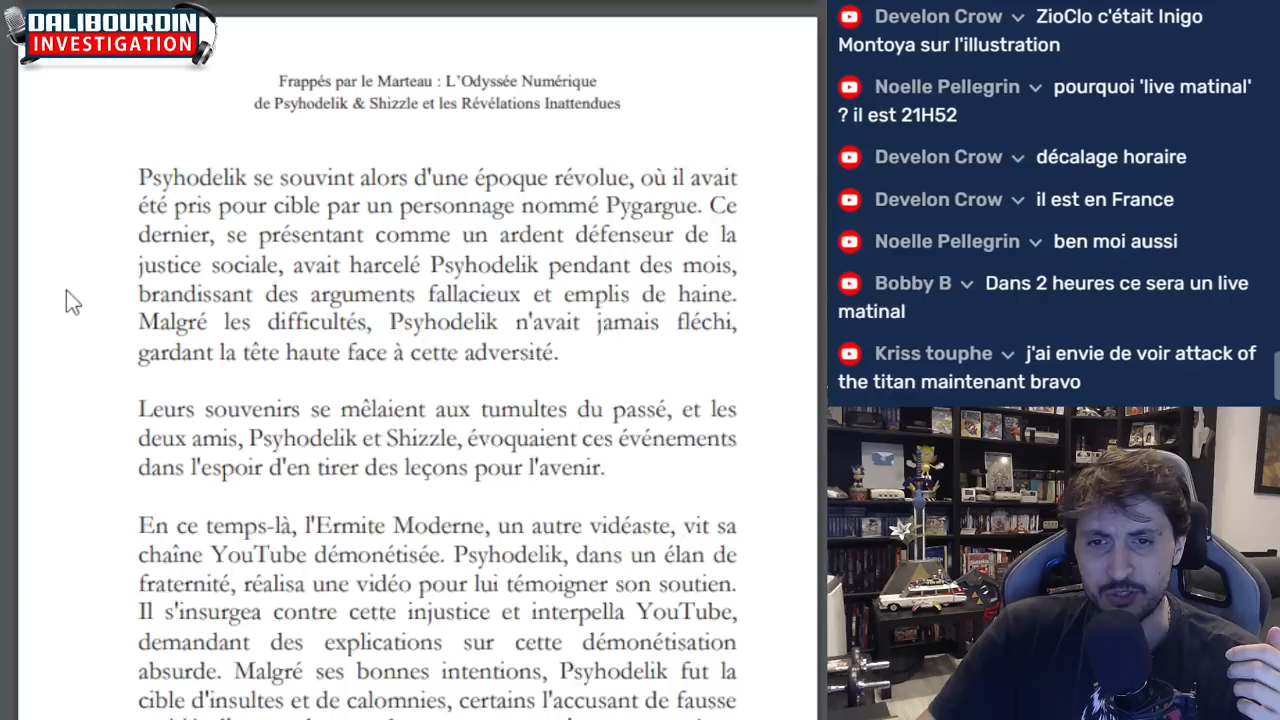 DALIBOURDIN
INVESTIGATION
Frappés par le Marteau : L'Odyssée Numérique
de Psyhodelik & Shizzle et les Révélations Inattendues
Psyhodelik se souvint alors d'une époque révolue, où il avait
été pris pour cible par un personnage nommé Pygargue. Ce
dernier, se présentant comme un ardent défenseur de la
justice sociale, avait harcelé Psyhodelik pendant des mois,
brandissant des arguments fallacieux et emplis de haine.
Malgré les difficultés, Psyhodelik n'avait jamais fléchi,
gardant la tête haute face à cette adversité.
Leurs souvenirs se mêlaient aux tumultes du passé, et les
deux amis, Psyhodelik et Shizzle, évoquaient ces événements
dans l'espoir d'en tirer des leçons pour l'avenir.
En ce temps-là, l'Ermite Moderne, un autre vidéaste, vit sa
chaîne YouTube démonétisée. Psyhodelik, dans un élan de
fraternité, réalisa une vidéo pour lui témoigner son soutien.
Il s'insurgea contre cette injustice et interpella YouTube,
demandant des explications sur cette démonétisation
absurde. Malgré ses bonnes intentions, Psyhodelik fut la
cible d'insultes et de calomnies, certains l'accusant de fausse
Develon Crow ZioClo c'était Inigo
Montoya sur l'illustration
Noelle Pellegrin pourquoi 'live matinal'
? il est 21H52
Develon Crow décalage horaire
Develon Crow il est en France
Noelle Pellegrin ben moi aussi
Bobby B Dans 2 heures ce sera un live
matinal
Kriss touphe j'ai envie de voir attack of
the titan maintenant bravo